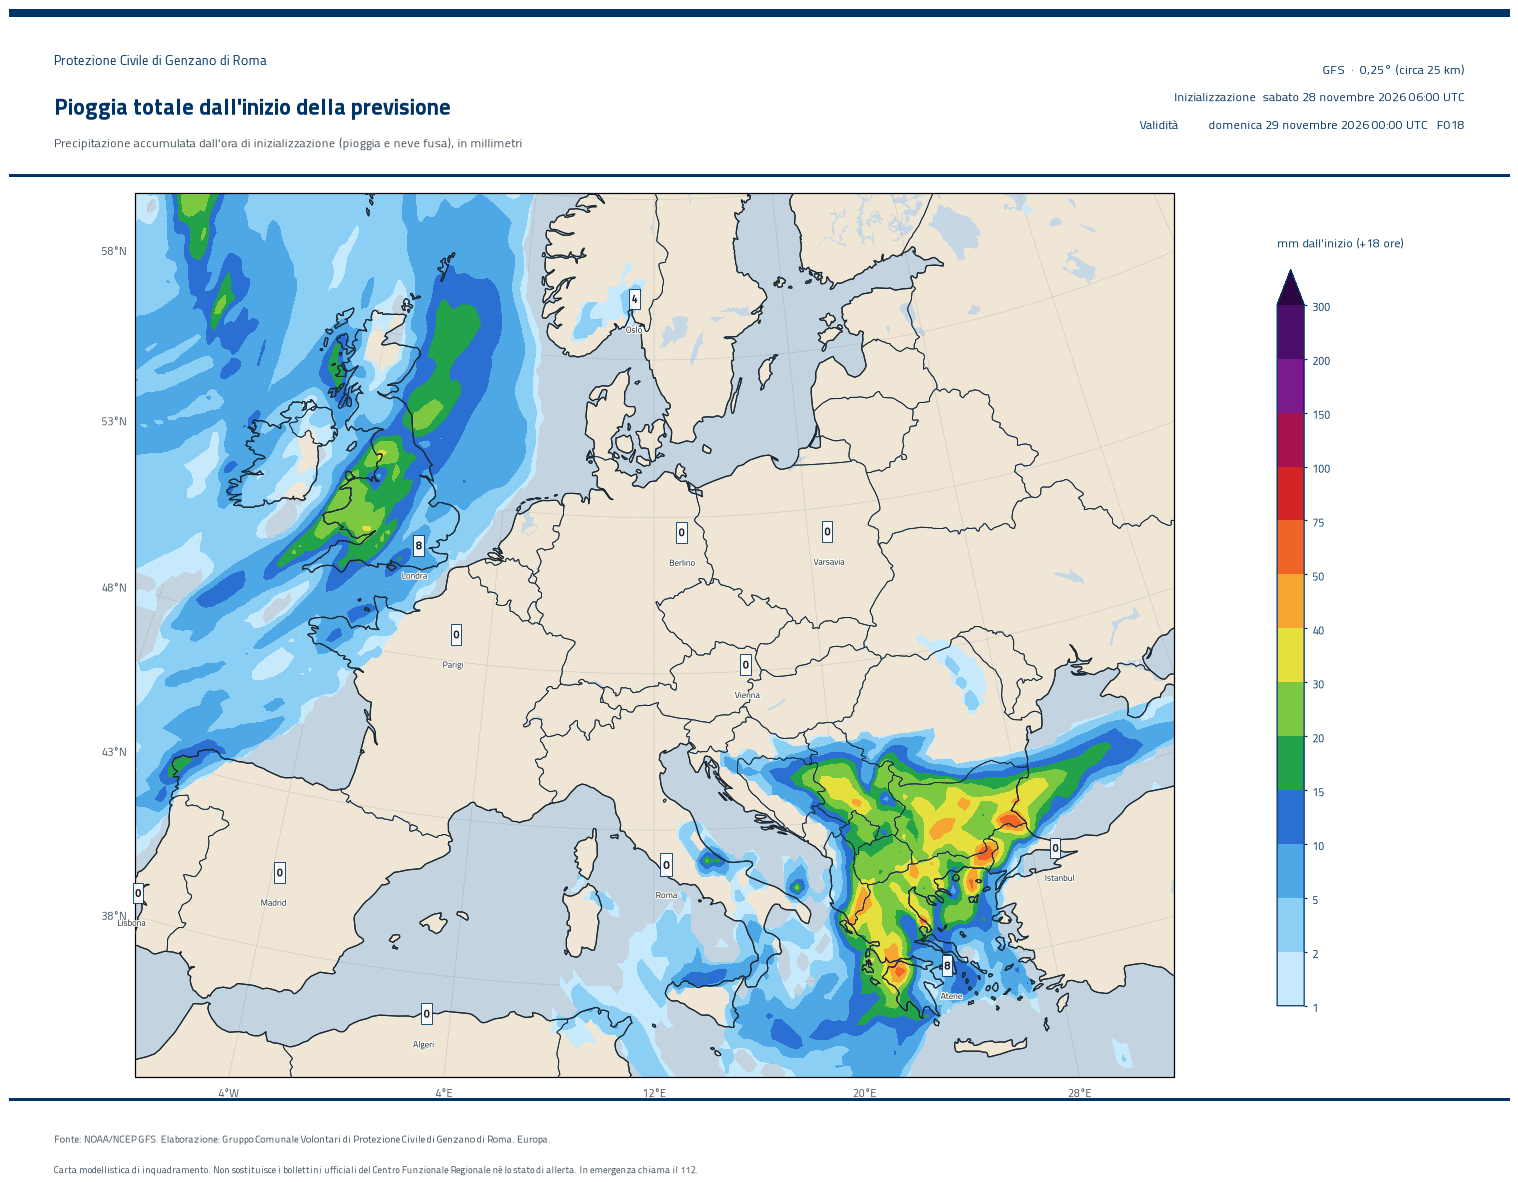 Protezione Civile di Genzano di Roma
Pioggia totale dall'inizio della previsione
Precipitazione accumulata dall'ora di inizializzazione (pioggia e neve fusa), in millimetri
GFS · 0,25° (circa 25 km)
Inizializzazione sabato 28 novembre 2026 06:00 UTC
Validità domenica 29 novembre 2026 00:00 UTC F018
mm dall'inizio (+18 ore)
300
200
150
100
75
50
40
30
20
15
10
5
2
1
58°N
53°N
48°N
43°N
38°N
4°W
4°E
12°E
20°E
28°E
4
Oslo
8
Londra
0
Berlino
0
Varsavia
0
Parigi
0
Vienna
0
Madrid
0
Lisbona
0
Roma
0
Istanbul
8
Atene
0
Algeri
Fonte: NOAA/NCEP GFS. Elaborazione: Gruppo Comunale Volontari di Protezione Civile di Genzano di Roma. Europa.
Carta modellistica di inquadramento. Non sostituisce i bollettini ufficiali del Centro Funzionale Regionale né lo stato di allerta. In emergenza chiama il 112.